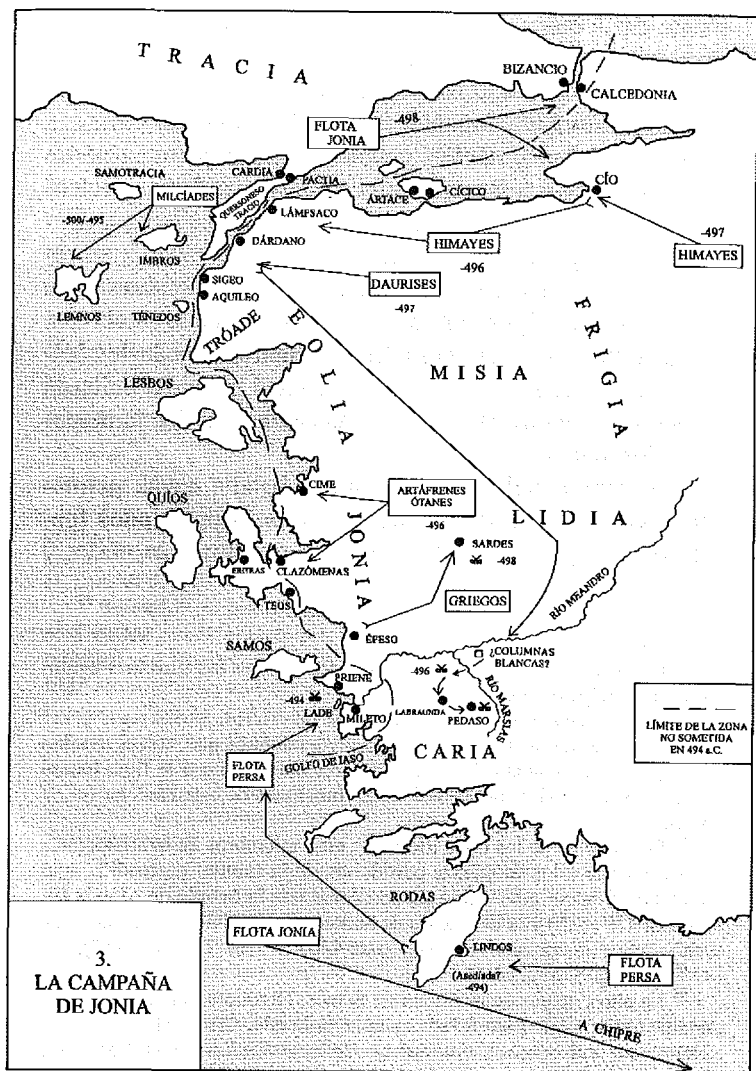 TRACIA
BIZANCIO
CALCEDONIA
FLOTA
JONIA
-498
SAMOTRACIA
CARDIA
PACTIA
MILCÍADES
-500/-495
QUERSONESO
TRACIO
ÁRTACE
CÍCICO
CÍO
LÁMPSACO
IMBROS
DÁRDANO
HIMAYES
-496
-497
HIMAYES
SIGEO
AQUILEO
DAURISES
-497
LEMNOS
TÉNEDOS
TRÓADE
EOLIA
FRIGIA
MISIA
LESBOS
CIME
ARTÁFRENES
ÓTANES
-496
QUÍOS
JONIA
LIDIA
SARDES
-498
ERITRAS
CLAZÓMENAS
TEOS
GRIEGOS
RÍO MEANDRO
ÉFESO
SAMOS
¿COLUMNAS
BLANCAS?
-496
PRIENE
RÍO MARSIAS
-494
LADE
MILETO
LABRAUNDA
PEDASO
LÍMITE DE LA ZONA
NO SOMETIDA
EN 494 a.C.
CARIA
FLOTA
PERSA
GOLFO DE IASO
RODAS
FLOTA JONIA
LINDOS
(Asediada?
-494)
FLOTA
PERSA
3.
LA CAMPAÑA
DE JONIA
A CHIPRE